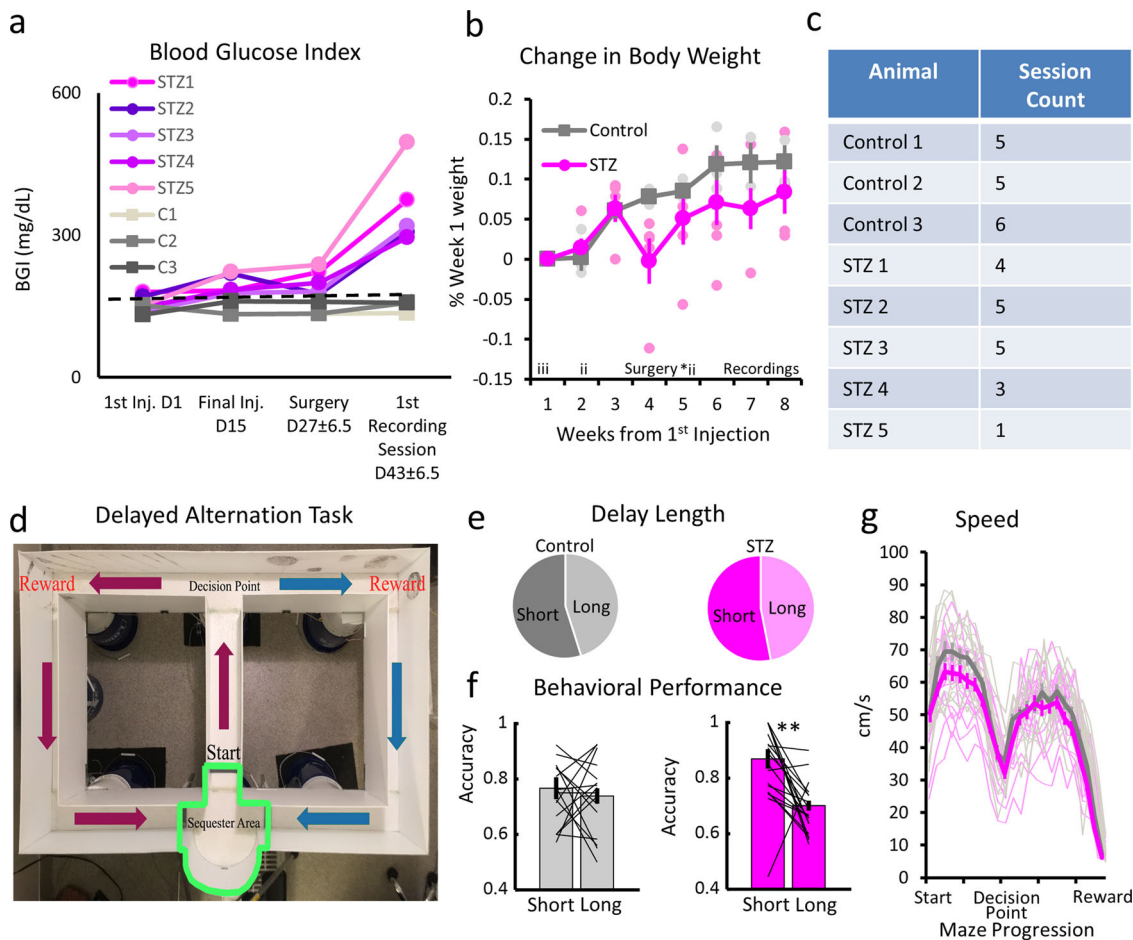 a
Blood Glucose Index
600
STZ1
STZ2
STZ3
STZ4
STZ5
C1
C2
C3
300
0
BGI (mg/dL)
1st Inj. D1
Final Inj.
D15
Surgery
D27±6.5
1st
Recording
Session
D43±6.5
b
Change in Body Weight
0.2
0.15
0.1
0.05
0
-0.05
-0.1
-0.15
% Week 1 weight
Control
STZ
iii
ii
Surgery *ii
Recordings
1 2 3 4 5 6 7 8
Weeks from 1st Injection
c
Animal Session Count
Control 1 5
Control 2 5
Control 3 6
STZ 1 4
STZ 2 5
STZ 3 5
STZ 4 3
STZ 5 1
d
Delayed Alternation Task
Reward
Decision Point
Reward
Start
Sequester Area
e
Delay Length
Control
Short
Long
STZ
Short
Long
f
Behavioral Performance
1
0.8
0.6
0.4
Accuracy
Short Long
1
0.8
0.6
0.4
Accuracy
**
Short Long
g
Speed
100
90
80
70
60
50
40
30
20
10
0
cm/s
Start
Decision
Point
Reward
Maze Progression